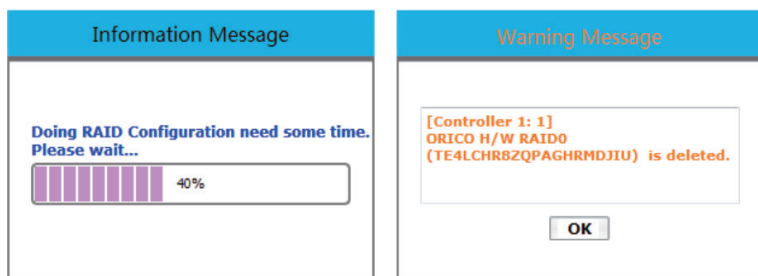 Information Message
Doing RAID Configuration need some time.
Please wait...
40%
Warning Message
[Controller 1: 1]
ORICO H/W RAID0
(TE4LCHR8ZQPAGHRMDJIU) is deleted.
OK